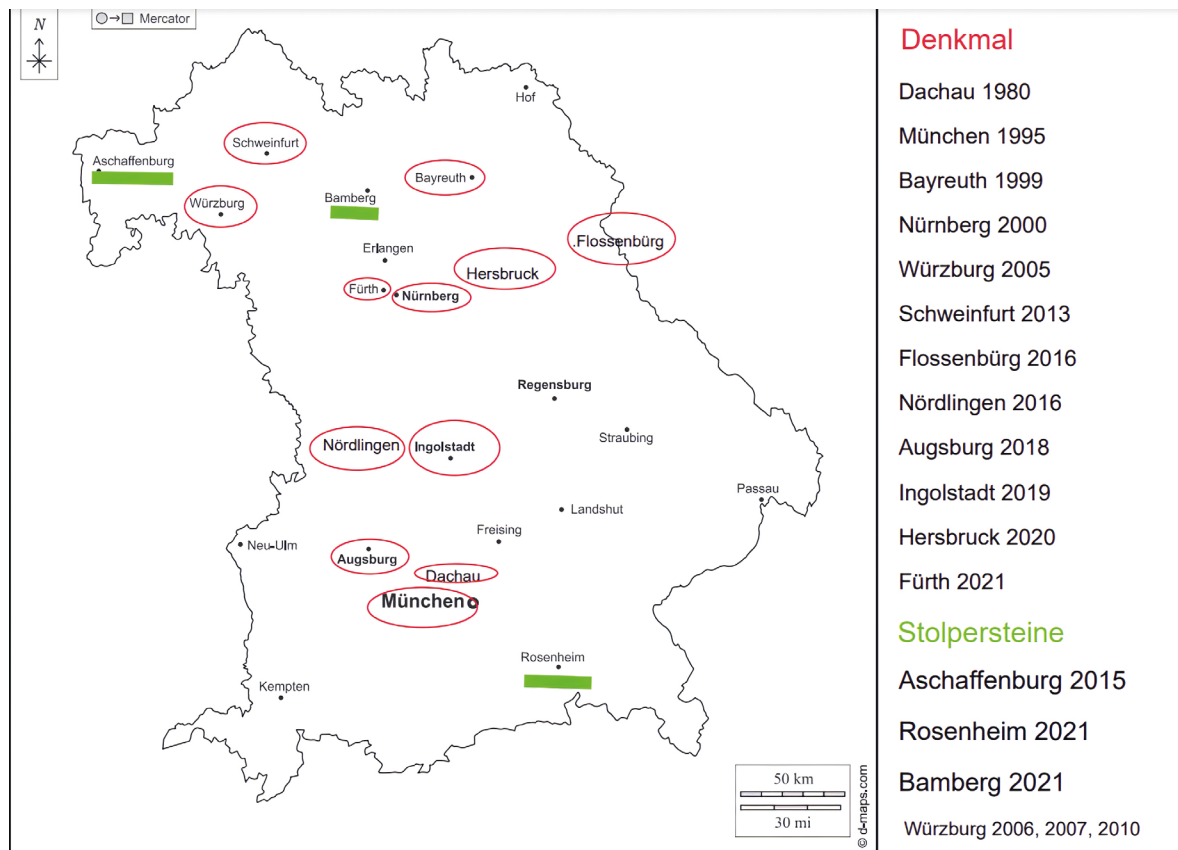 N
Mercator
Hof
Schweinfurt
Aschaffenburg
Bayreuth
Bamberg
Würzburg
.Flossenbürg
Erlangen
Hersbruck
Fürth
Nürnberg
Regensburg
Straubing
Nördlingen
Ingolstadt
Passau
Landshut
Freising
Neu-Ulm
Augsburg
Dachau
München
Rosenheim
Kempten
50 km
30 mi
© d-maps.com
Denkmal
Dachau 1980
München 1995
Bayreuth 1999
Nürnberg 2000
Würzburg 2005
Schweinfurt 2013
Flossenbürg 2016
Nördlingen 2016
Augsburg 2018
Ingolstadt 2019
Hersbruck 2020
Fürth 2021
Stolpersteine
Aschaffenburg 2015
Rosenheim 2021
Bamberg 2021
Würzburg 2006, 2007, 2010